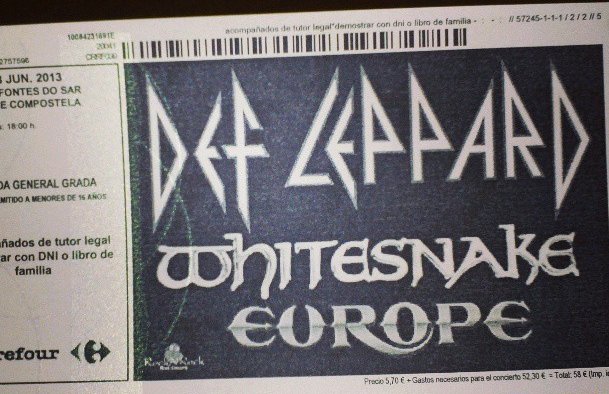 acompañados de tutor legal*demostrar con dni o libro de familia - : - : // 57245-1-1-1 / 2 / 2 // 5
JUN. 2013
FONTES DO SAR
E COMPOSTELA
18:00 h.
DA GENERAL GRADA
MITIDO A MENORES DE 16 AÑOS
ñados de tutor legal
rar con DNI o libro de
familia
refour
DEF LEPPARD
WHITESNAKE
EUROPE
Precio 5,70 € + Gastos necesarios para el concierto 52,30 € = Total: 58 € (Imp.